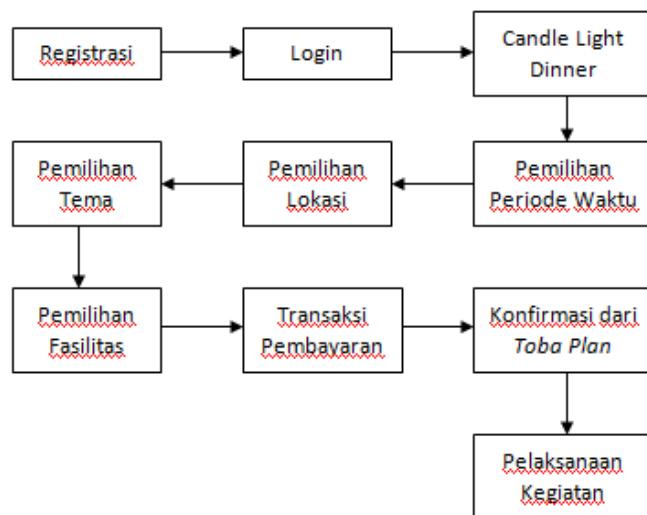 Registrasi
Login
Candle Light
Dinner
Pemilihan
Periode Waktu
Pemilihan
Lokasi
Pemilihan
Tema
Pemilihan
Fasilitas
Transaksi
Pembayaran
Konfirmasi dari
Toba Plan
Pelaksanaan
Kegiatan